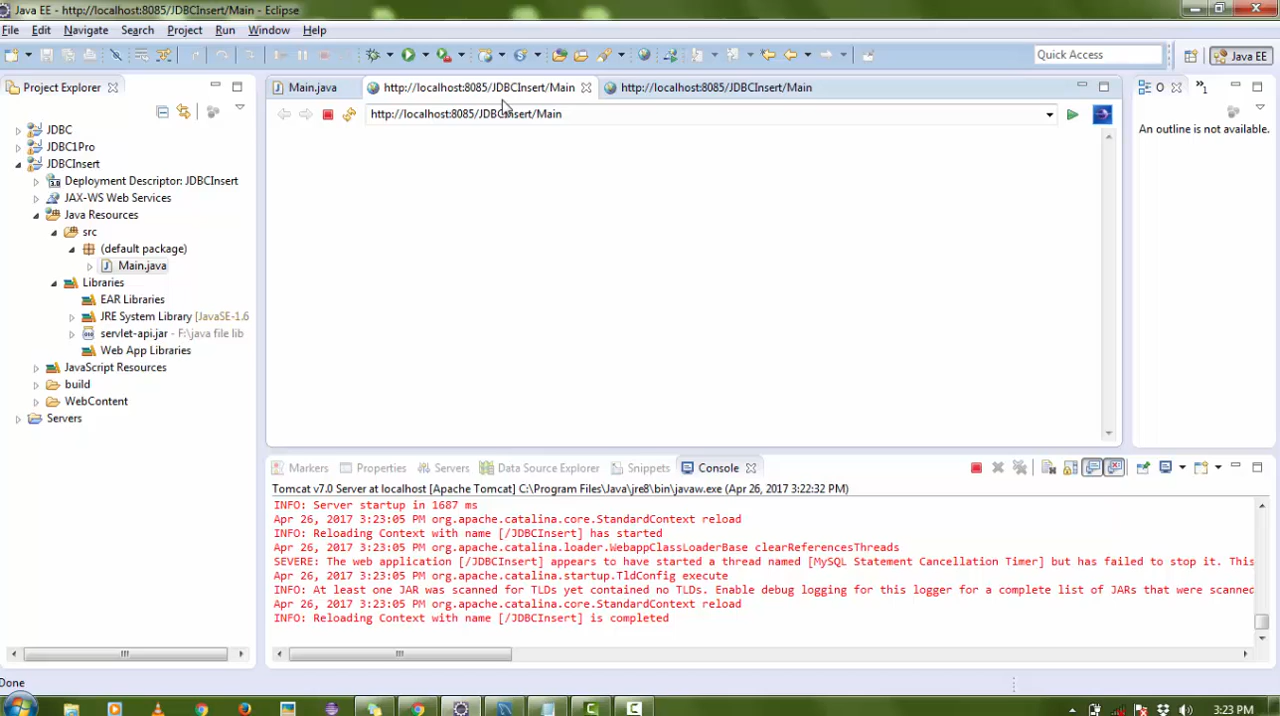 Java EE - http://localhost:8085/JDBCInsert/Main - Eclipse
File Edit Navigate Search Project Run Window Help
Quick Access
Java EE
Project Explorer
Main.java
http://localhost:8085/JDBCInsert/Main
http://localhost:8085/JDBCInsert/Main
O
»1
http://localhost:8085/JDBCInsert/Main
An outline is not available.
JDBC
JDBC1Pro
JDBCInsert
Deployment Descriptor: JDBCInsert
JAX-WS Web Services
Java Resources
src
(default package)
Main.java
Libraries
EAR Libraries
JRE System Library [JavaSE-1.6
servlet-api.jar - F:\java file lib
Web App Libraries
JavaScript Resources
build
WebContent
Servers
Markers Properties Servers Data Source Explorer Snippets Console
Tomcat v7.0 Server at localhost [Apache Tomcat] C:\Program Files\Java\jre8\bin\javaw.exe (Apr 26, 2017 3:22:32 PM)
INFO: Server startup in 1687 ms
Apr 26, 2017 3:23:05 PM org.apache.catalina.core.StandardContext reload
INFO: Reloading Context with name [/JDBCInsert] has started
Apr 26, 2017 3:23:05 PM org.apache.catalina.loader.WebappClassLoaderBase clearReferencesThreads
SEVERE: The web application [/JDBCInsert] appears to have started a thread named [MySQL Statement Cancellation Timer] but has failed to stop it. This
Apr 26, 2017 3:23:05 PM org.apache.catalina.startup.TldConfig execute
INFO: At least one JAR was scanned for TLDs yet contained no TLDs. Enable debug logging for this logger for a complete list of JARs that were scanned
Apr 26, 2017 3:23:05 PM org.apache.catalina.core.StandardContext reload
INFO: Reloading Context with name [/JDBCInsert] is completed
Done
3:23 PM